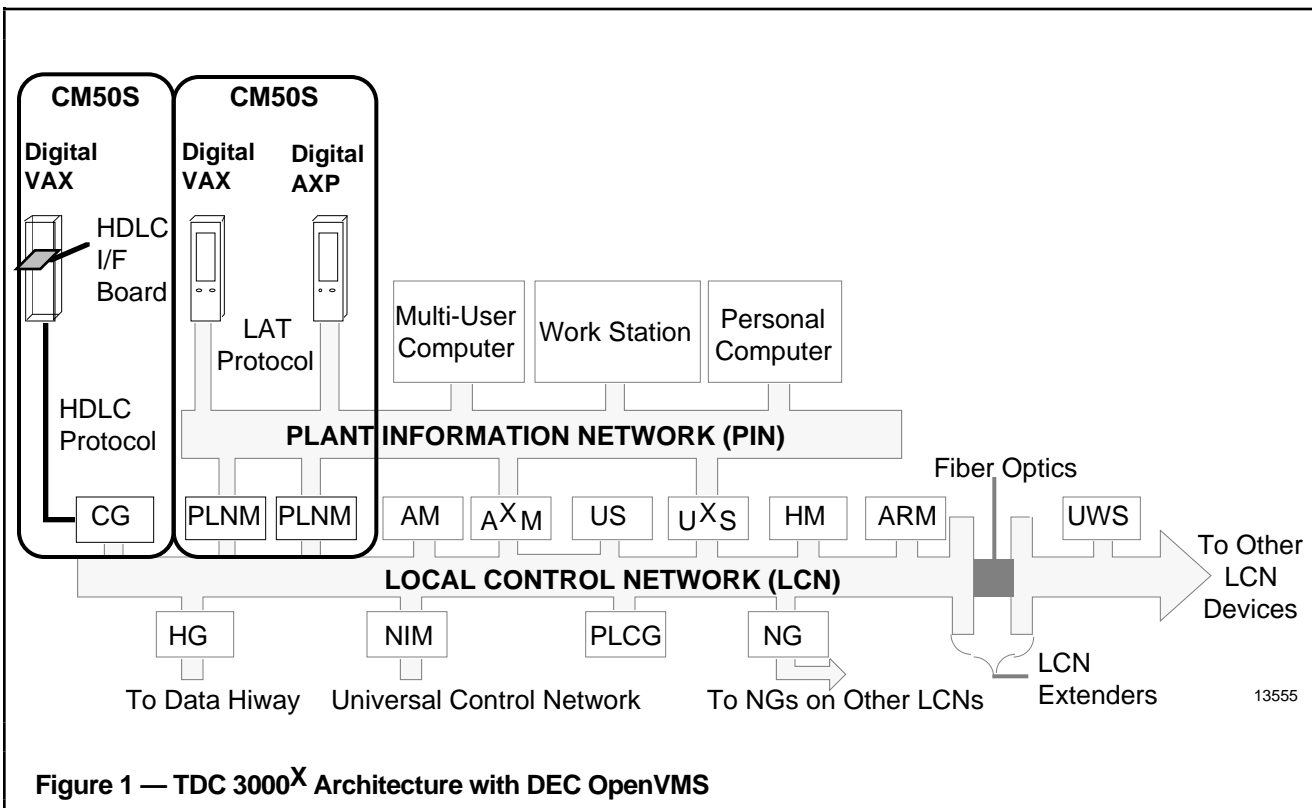 CM50S
CM50S
Digital
VAX
Digital
VAX
Digital
AXP
HDLC
I/F
Board
LAT
Protocol
HDLC
Protocol
Multi-User
Computer
Work Station
Personal
Computer
PLANT INFORMATION NETWORK (PIN)
Fiber Optics
CG
PLNM
PLNM
AM
AXM
US
UXS
HM
ARM
UWS
To Other
LCN
Devices
LOCAL CONTROL NETWORK (LCN)
HG
NIM
PLCG
NG
To Data Hiway
Universal Control Network
To NGs on Other LCNs
LCN
Extenders
13555
Figure 1 — TDC 3000X Architecture with DEC OpenVMS